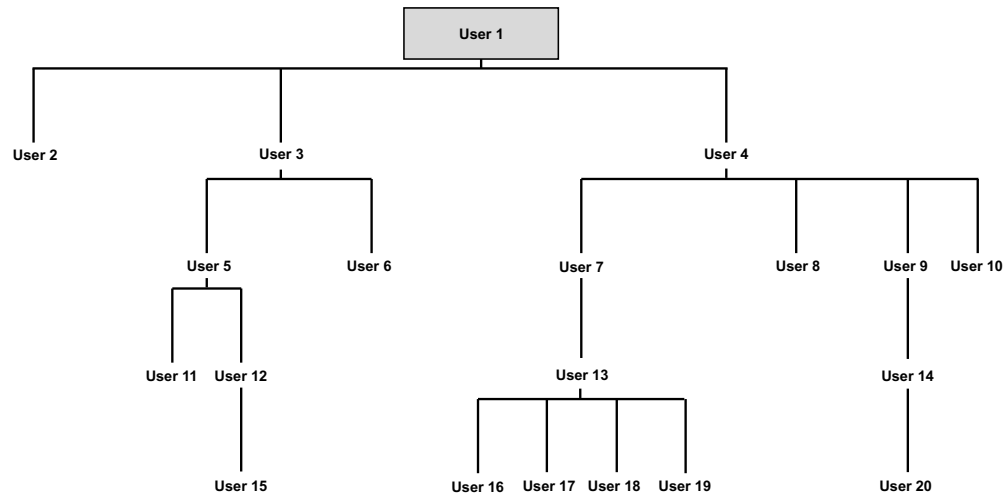 User 1
User 2
User 3
User 4
User 5
User 6
User 7
User 8
User 9
User 10
User 11
User 12
User 13
User 14
User 15
User 16
User 17
User 18
User 19
User 20